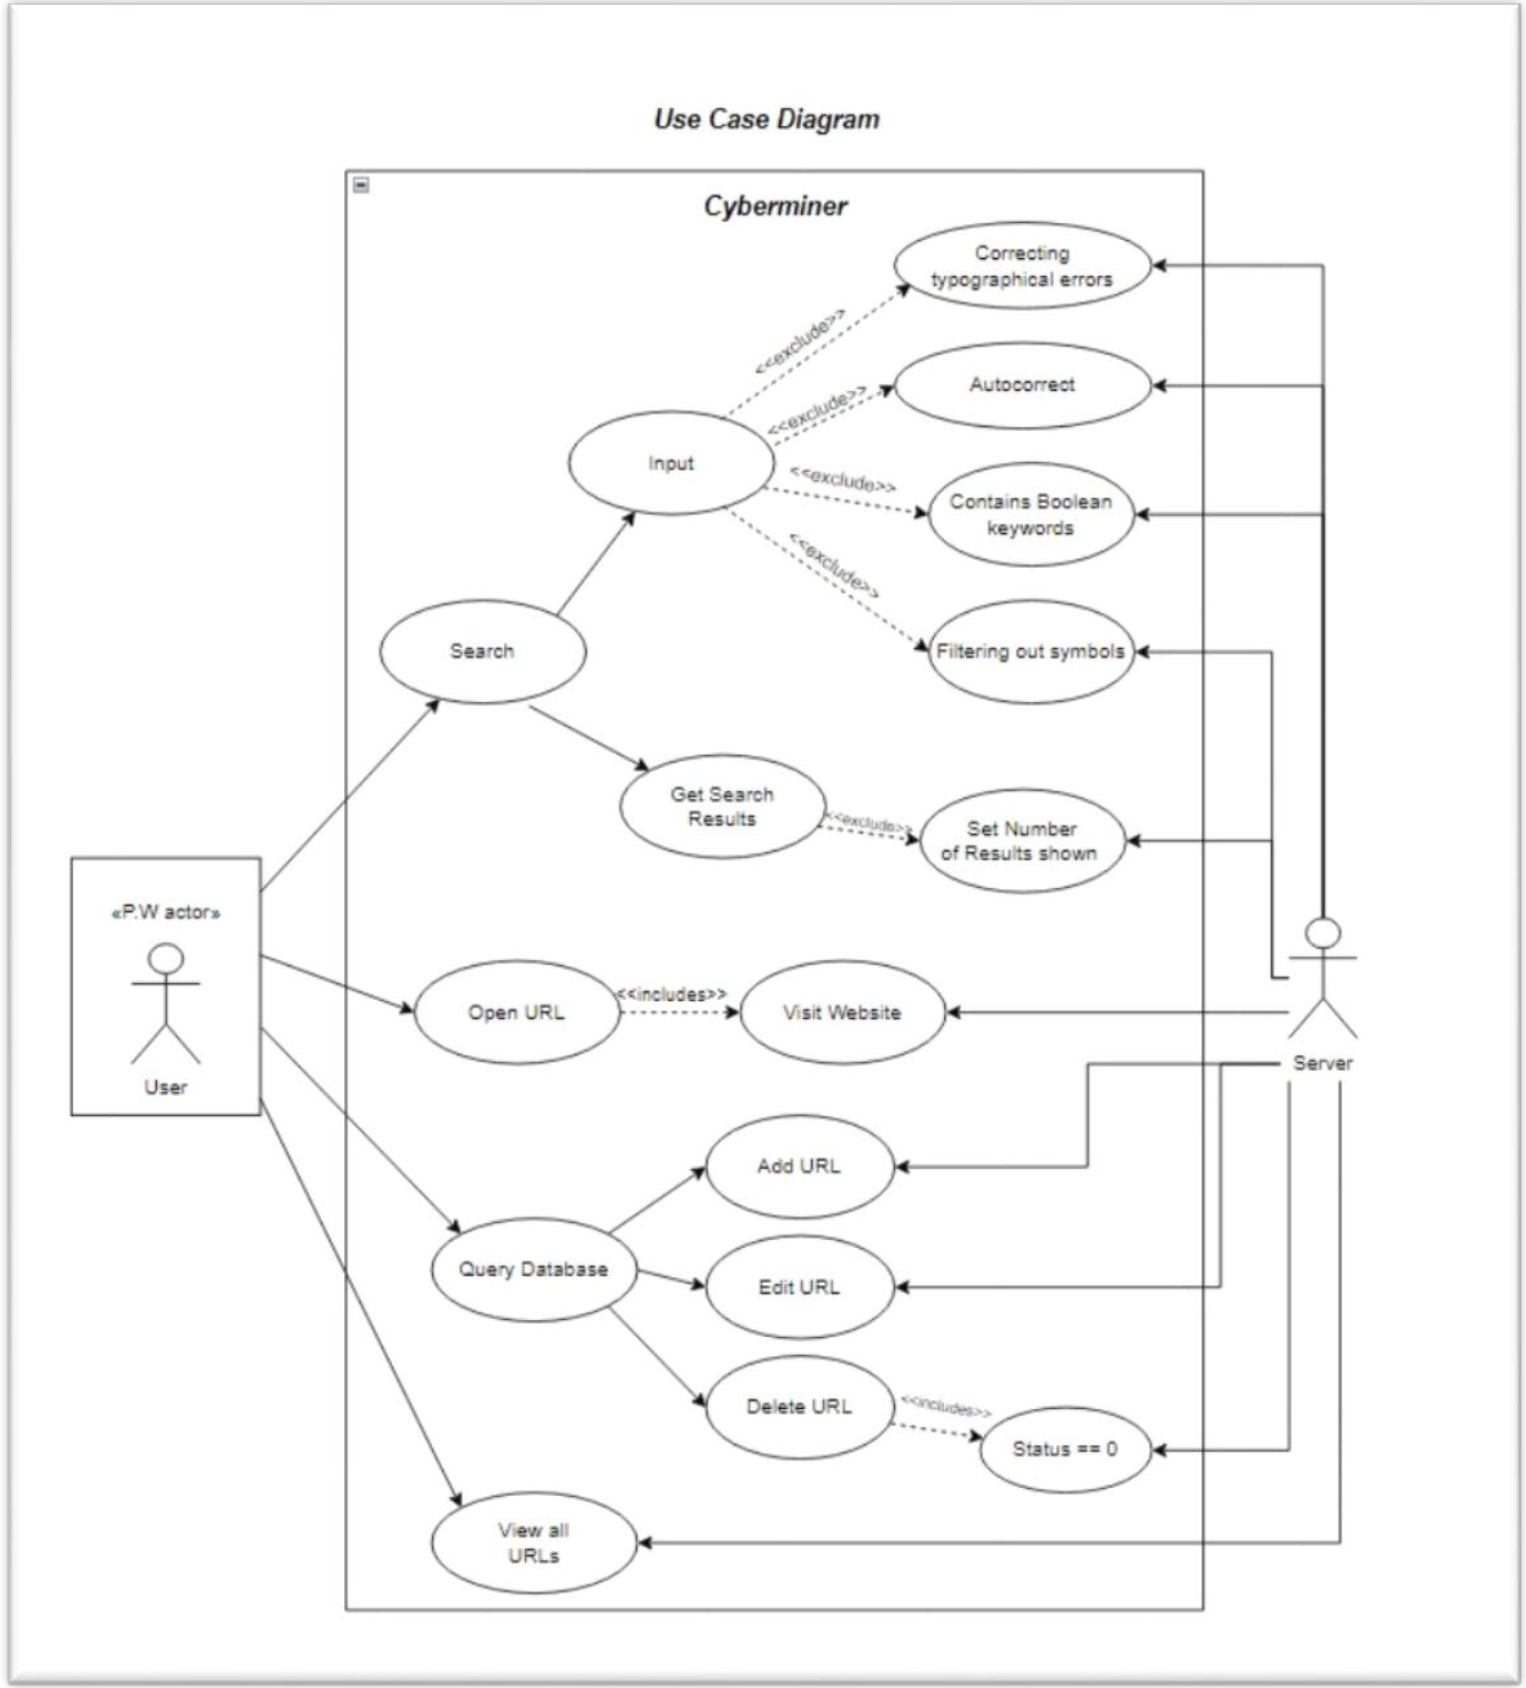 Use Case Diagram
Cyberminer
Correcting
typographical errors
<<exclude>>
Autocorrect
<<exclude>>
Input
<<exclude>>
Contains Boolean
keywords
<<exclude>>
Search
Filtering out symbols
Get Search
Results
<<exclude>>
Set Number
of Results shown
«P.W actor»
User
Open URL
<<includes>>
Visit Website
Server
Add URL
Query Database
Edit URL
Delete URL
<<includes>>
Status == 0
View all
URLs